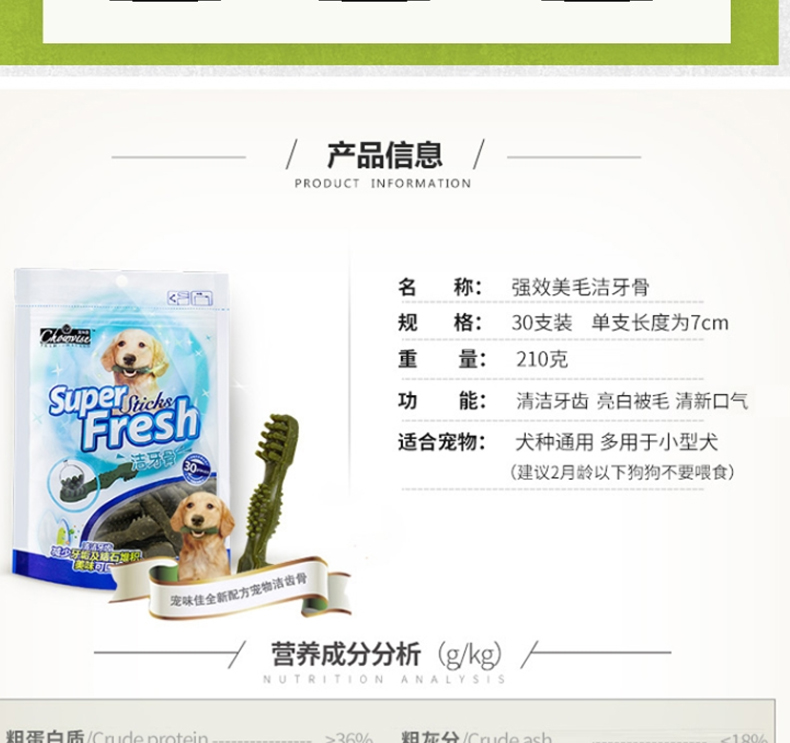 产品信息
PRODUCT INFORMATION
名 称： 强效美毛洁牙骨
规 格： 30支装 单支长度为7cm
重 量： 210克
功 能： 清洁牙齿 亮白被毛 清新口气
适合宠物： 犬种通用 多用于小型犬
（建议2月龄以下狗狗不要喂食）
Chowise
Super
Sticks
Fresh
洁牙骨
30
减少牙垢及结石堆积
宠味佳全新配方宠物洁齿骨
营养成分分析（g/kg）
NUTRITION ANALYSIS
粗蛋白质/Crude protein ≥36%
粗灰分/Crude ash ≤18%